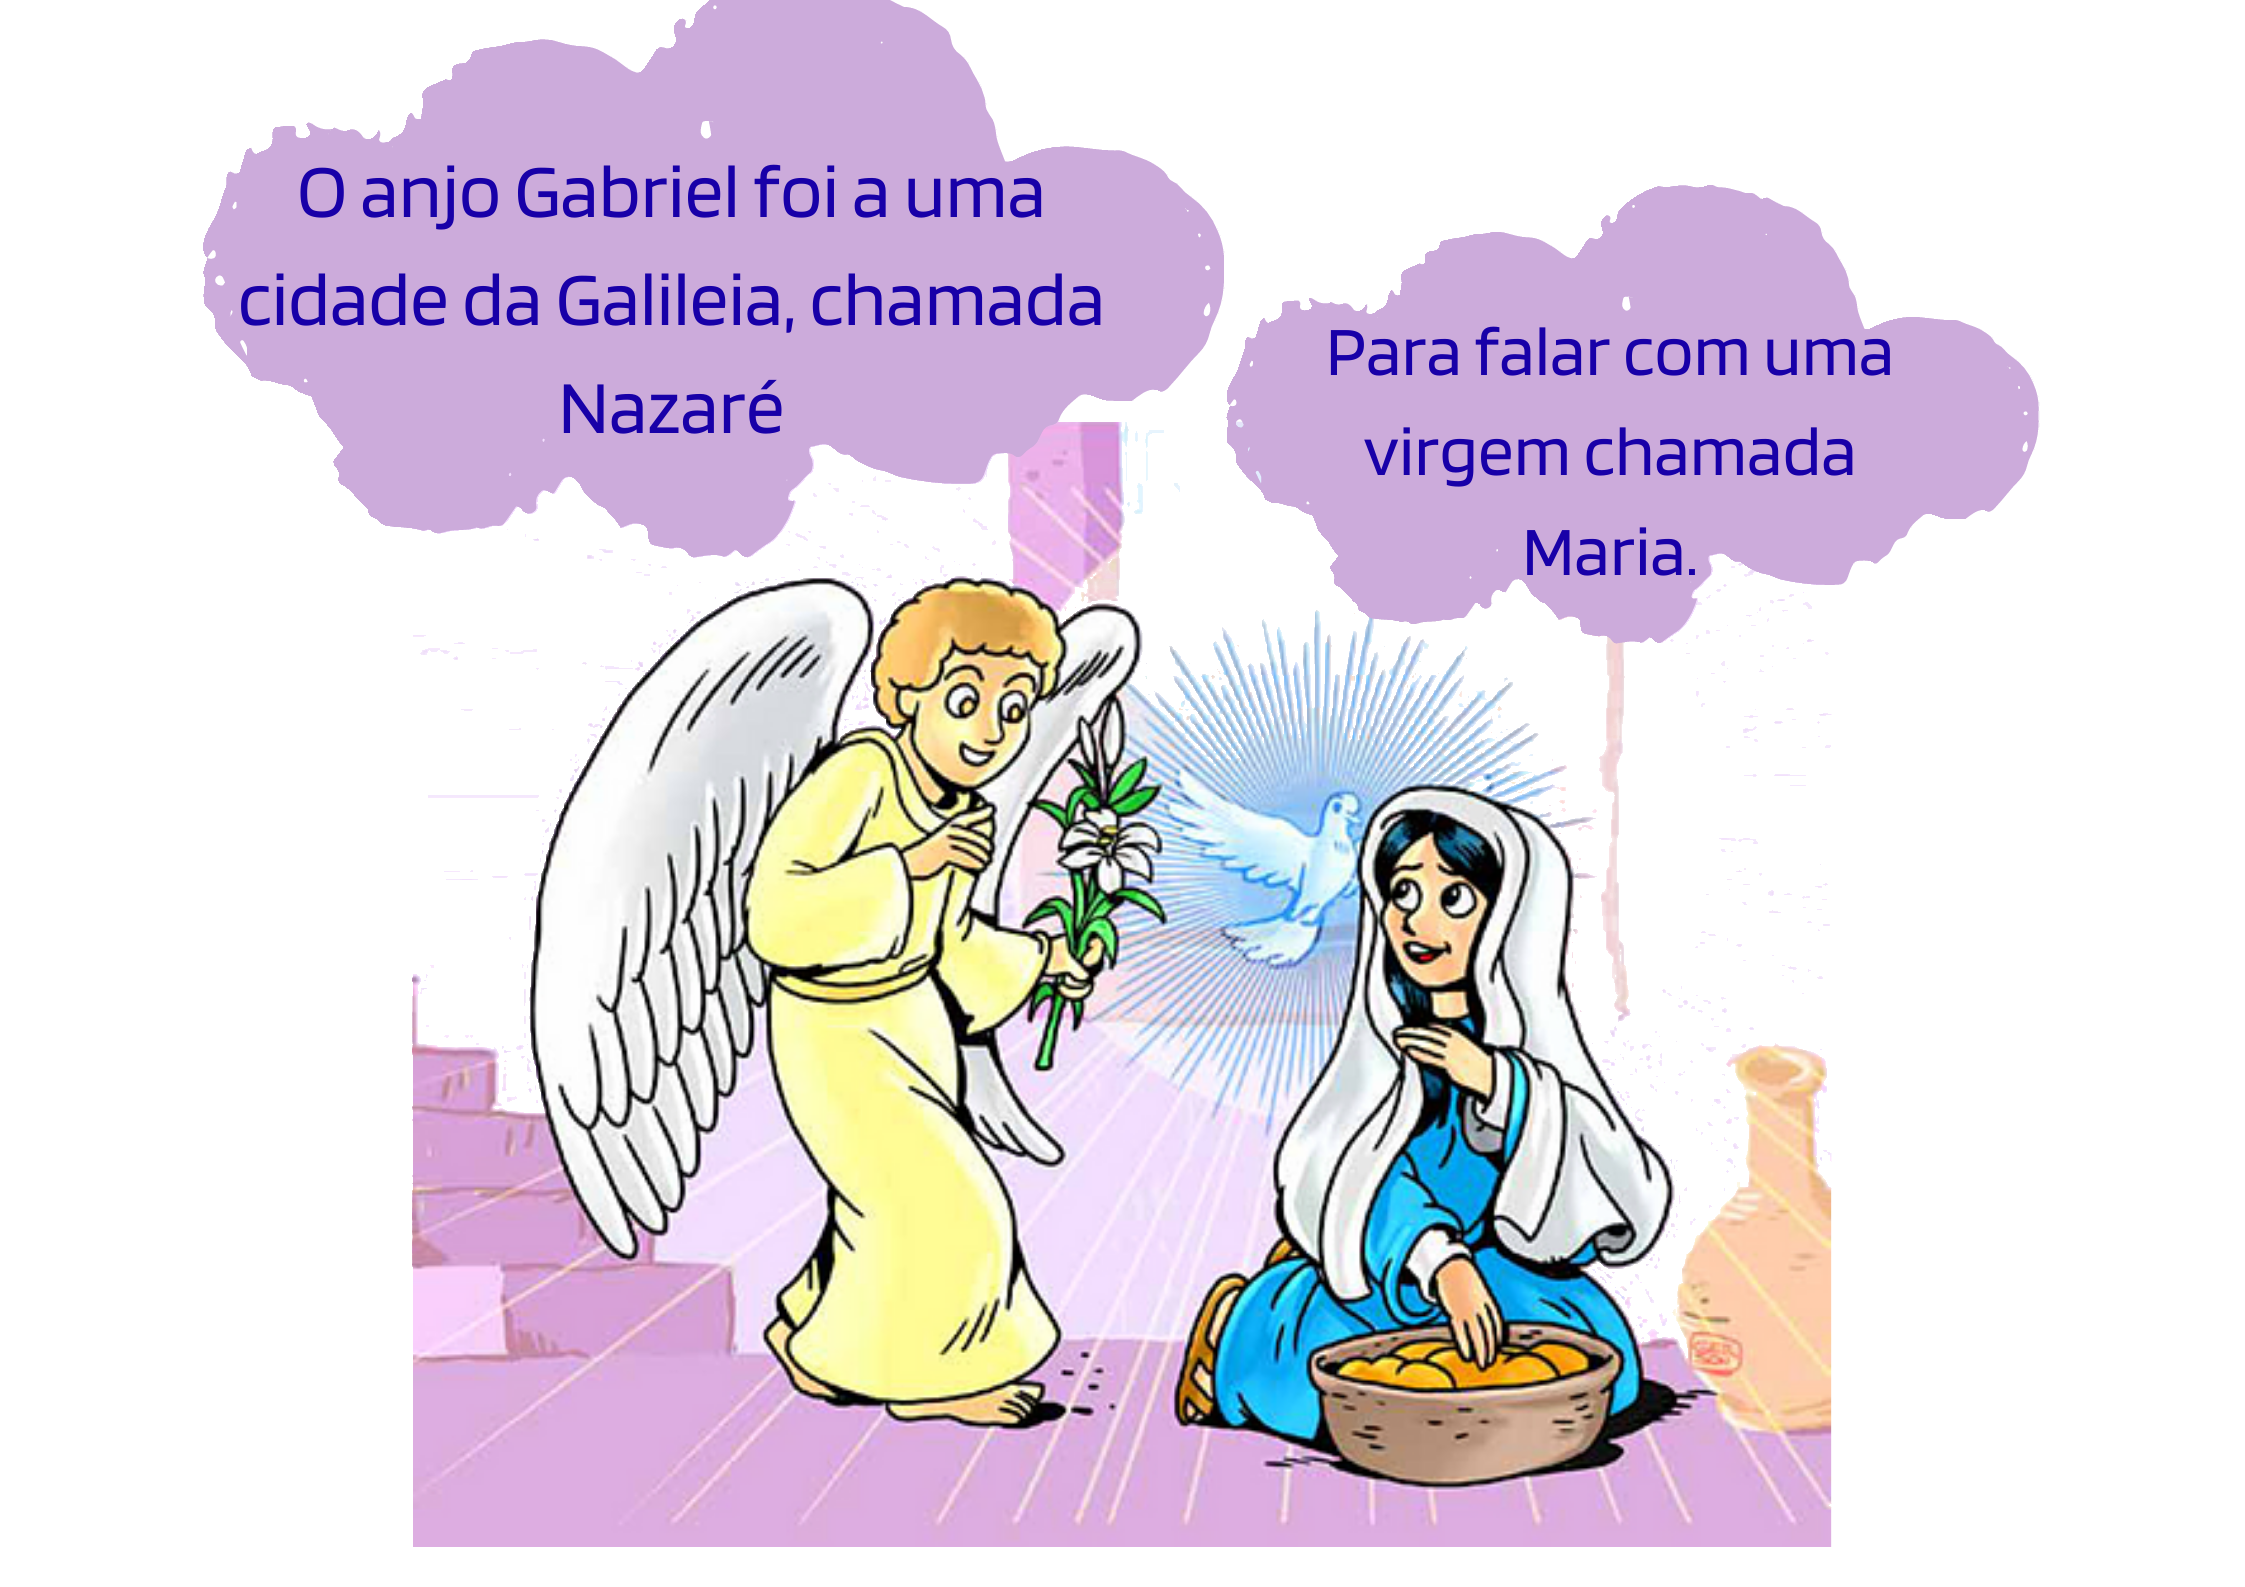 O anjo Gabriel foi a uma
cidade da Galileia, chamada
Nazaré
Para falar com uma
virgem chamada
Maria.